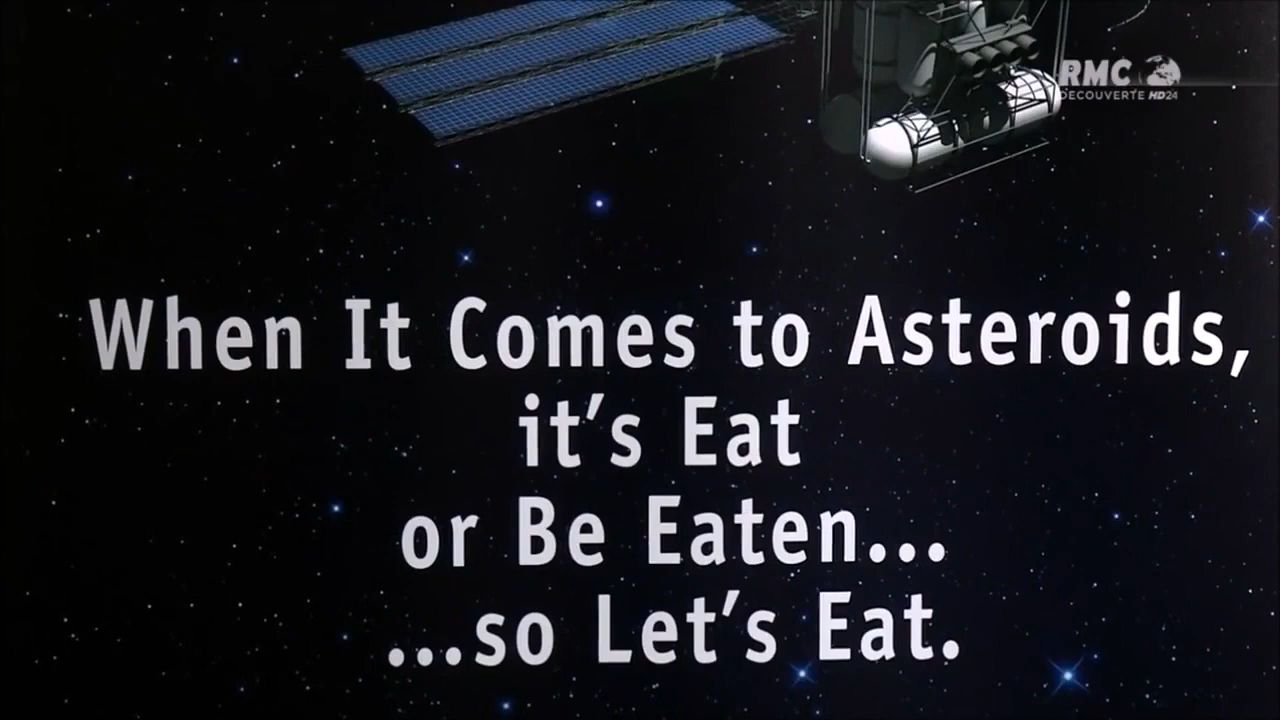 RMC
DECOUVERTE HD24
When It Comes to Asteroids,
it's Eat
or Be Eaten...
...so Let's Eat.